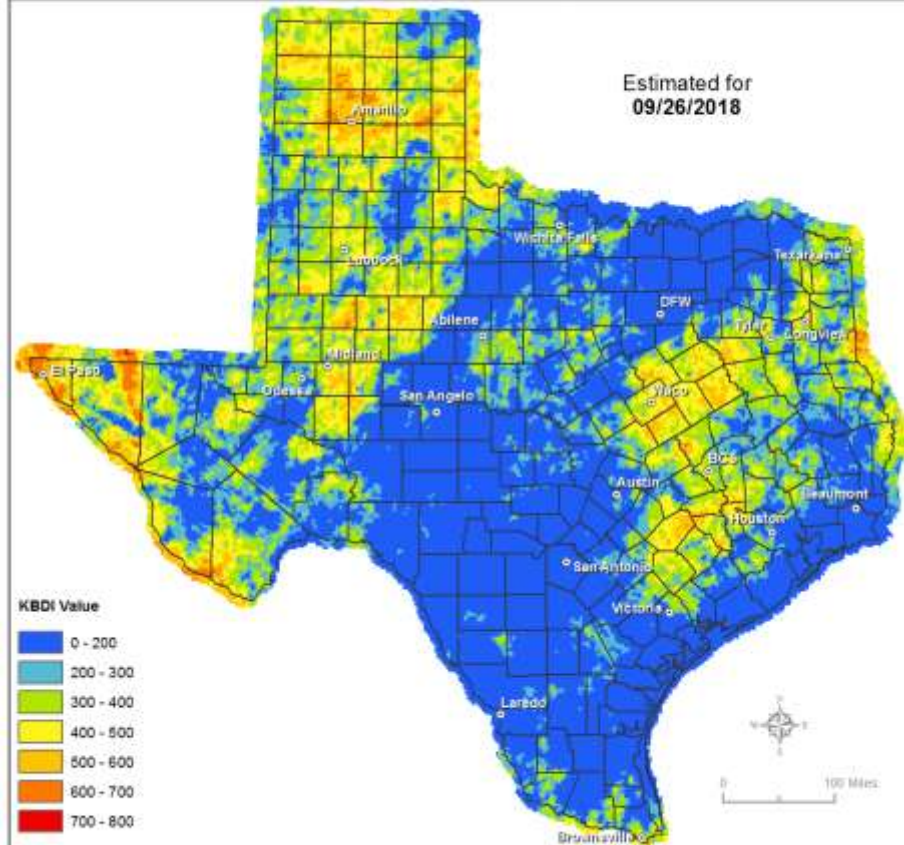 Estimated for
09/26/2018
Amarillo
Wichita Falls
Lubbock
Texarkana
DFW
Abilene
Tyler
Longview
Midland
El Paso
Odessa
San Angelo
Waco
BCS
Austin
Beaumont
Houston
San Antonio
Victoria
Laredo
Brownsville
KBDI Value
0 - 200
200 - 300
300 - 400
400 - 500
500 - 600
600 - 700
700 - 800
N
W E
S
0 100 Miles